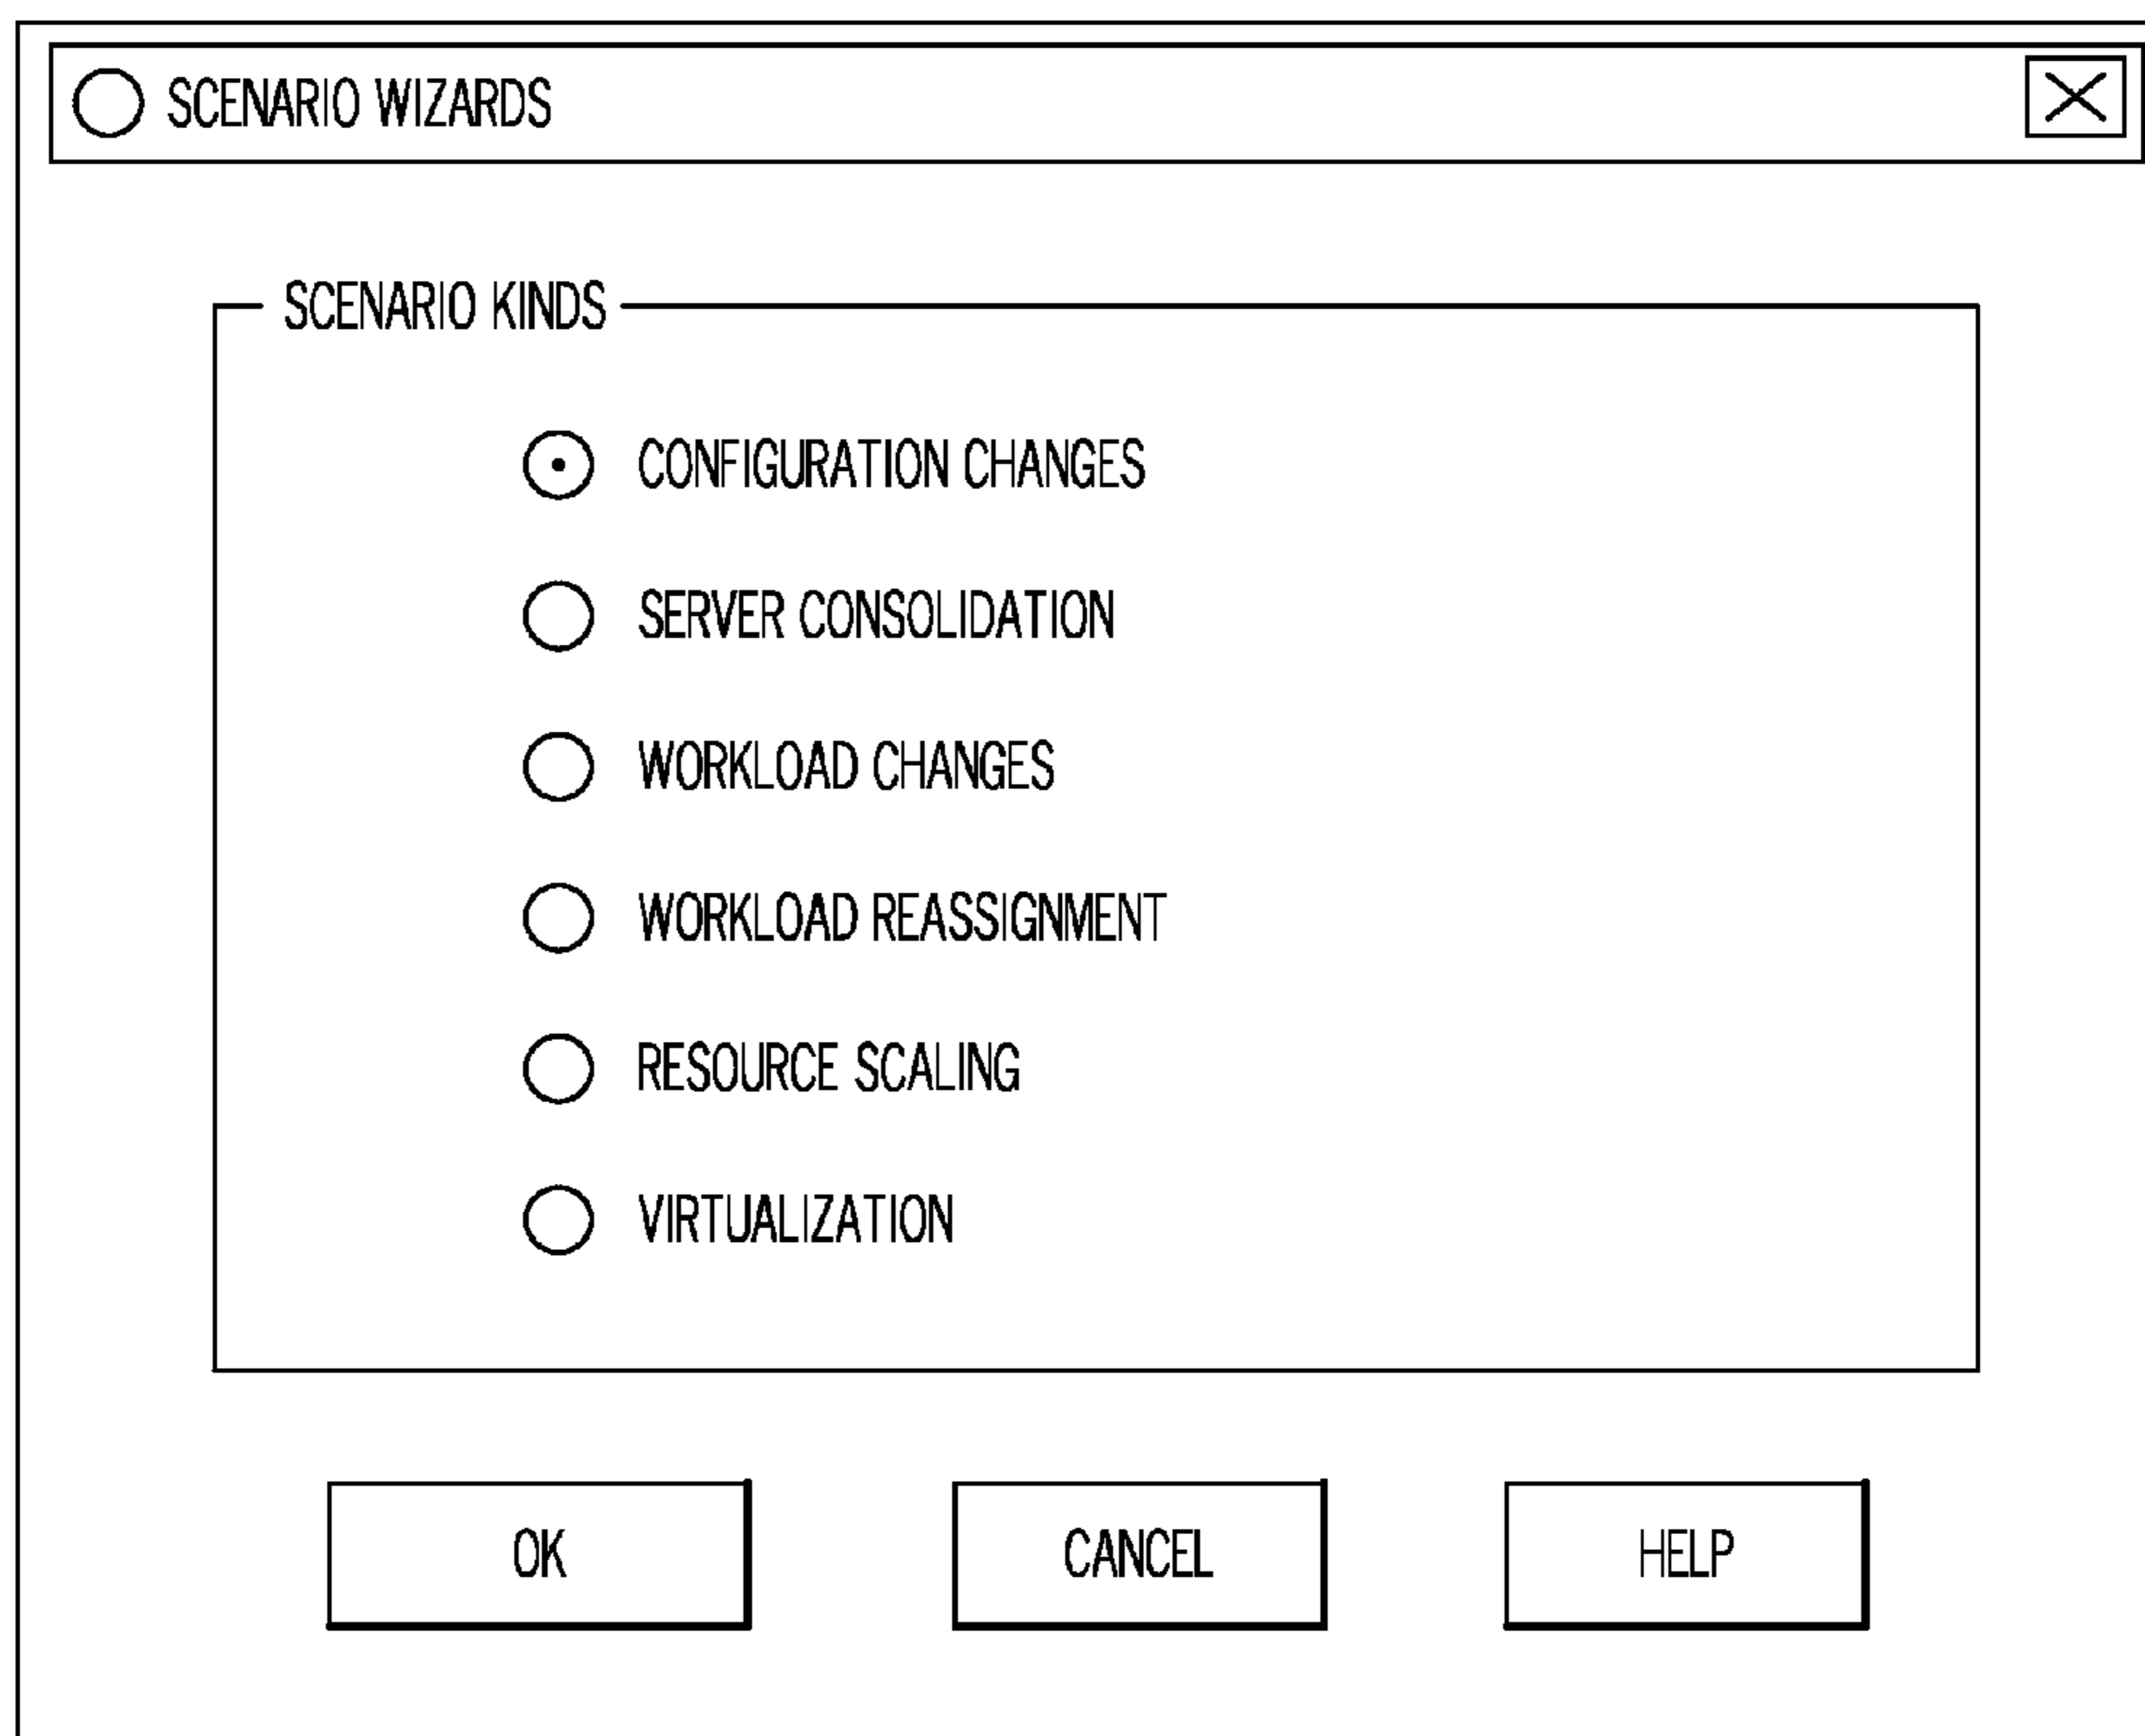 SCENARIO WIZARDS
SCENARIO KINDS
CONFIGURATION CHANGES
SERVER CONSOLIDATION
WORKLOAD CHANGES
WORKLOAD REASSIGNMENT
RESOURCE SCALING
VIRTUALIZATION
OK
CANCEL
HELP